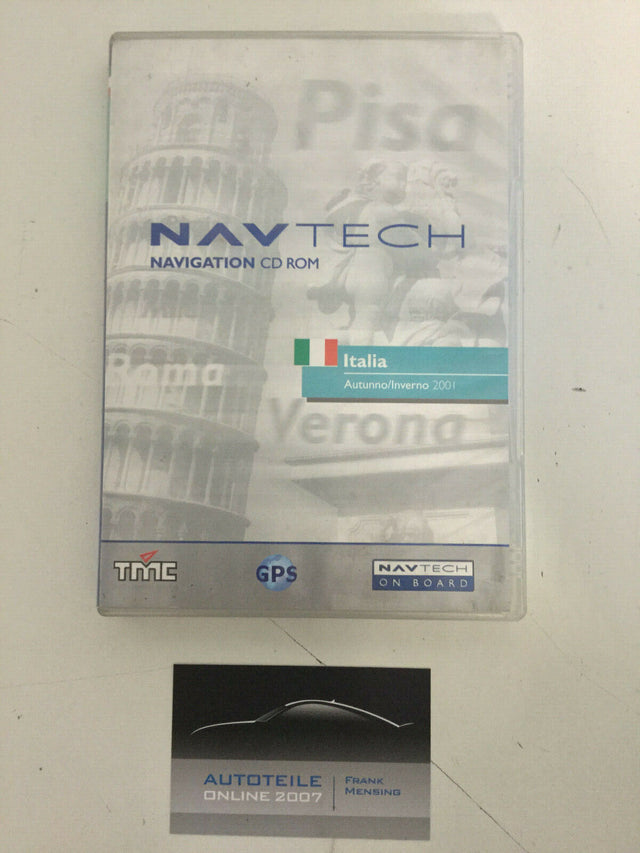 Pisa
NAVTECH
NAVIGATION CD ROM
Italia
Roma
Autunno/Inverno 2001
Verona
TMC
GPS
NAVTECH
ON BOARD
AUTOTEILE
ONLINE 2007
FRANK
MENSING